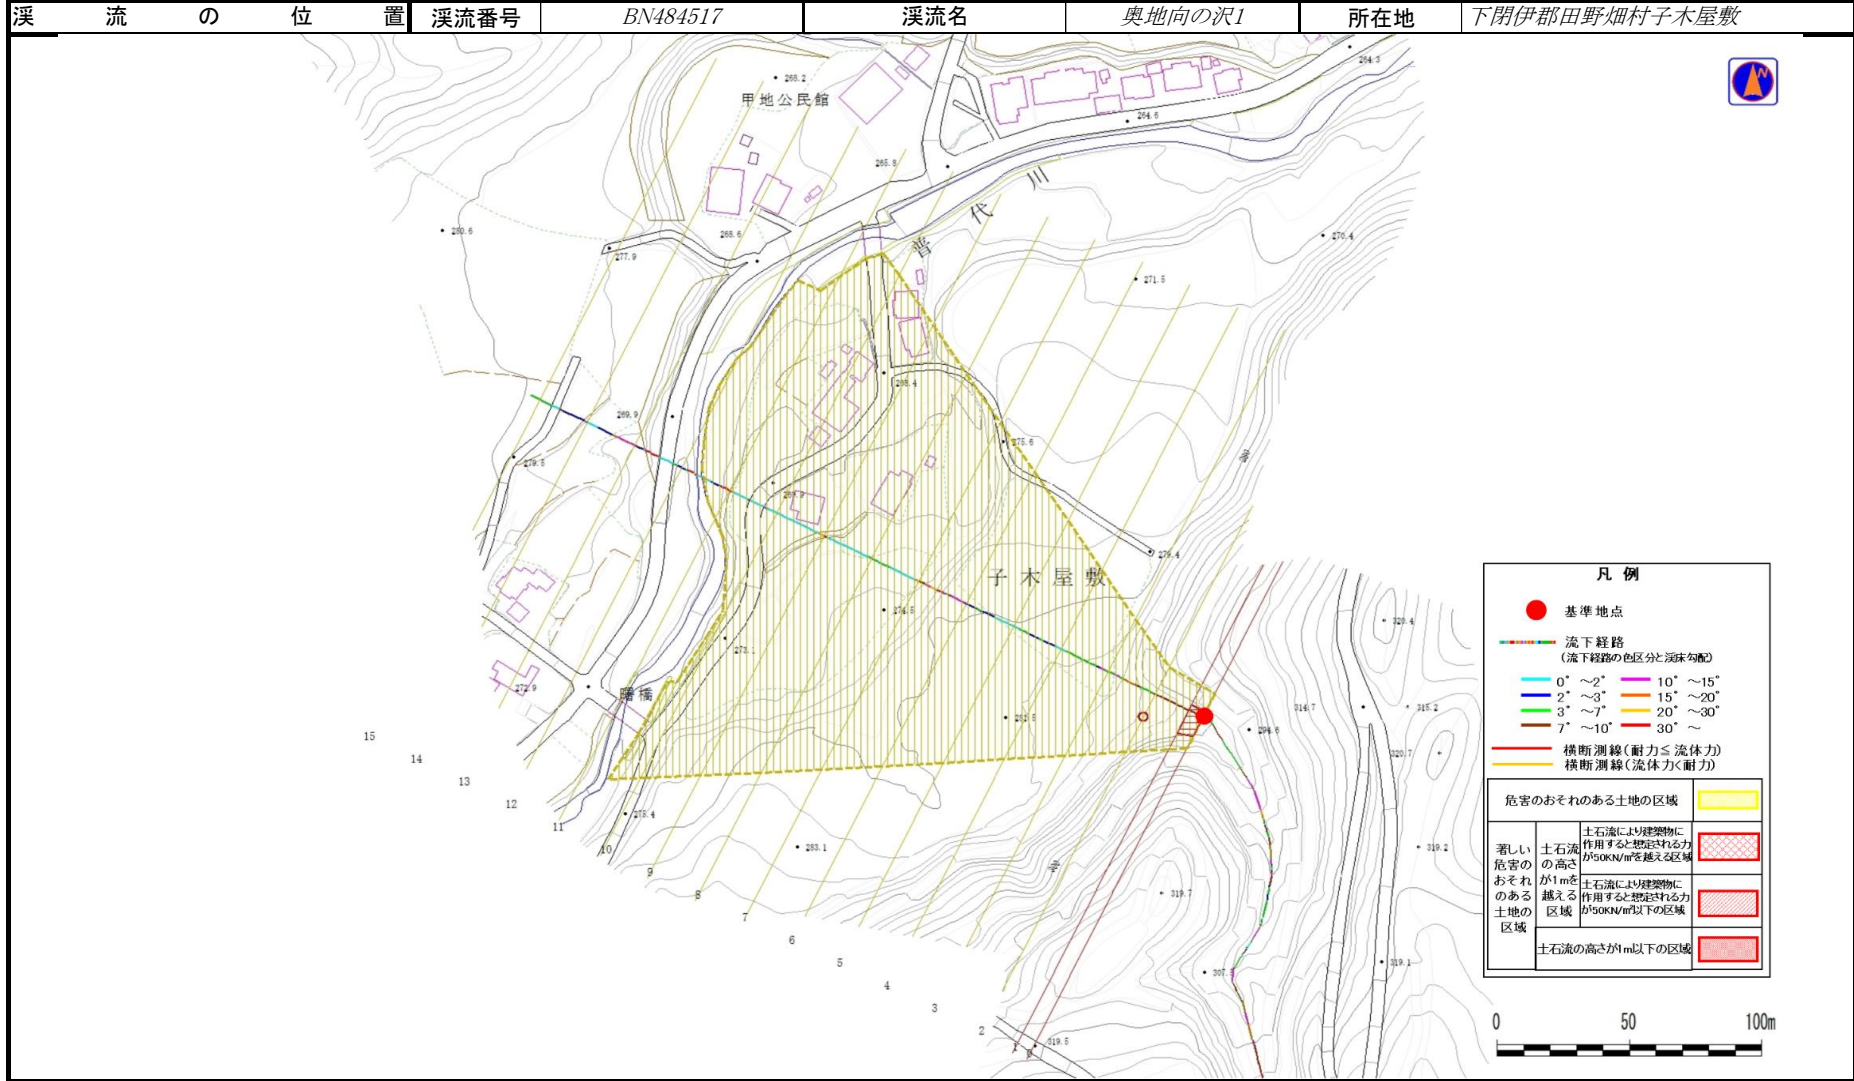 渓流の位置 渓流番号 BN484517 渓流名 奥地向の沢1 所在地 下閉伊郡田野畑村子木屋敷
264.3
268.2
甲地公民館
264.6
265.8
川
代
普
280.6
268.6
270.4
277.9
271.5
268.4
269.9
275.6
279.5
279.4
子木屋敷
274.5
320.4
273.1
272.9
曙橋
281.5
294.6
314.7
315.2
320.7
275.4
283.1
319.2
319.7
307.5
319.1
319.5
15
14
13
12
11
10
9
8
7
6
5
4
3
2
1
0
N
凡例
基準地点
流下経路
(流下経路の色区分と渓床勾配)
0°～2° 10°～15°
2°～3° 15°～20°
3°～7° 20°～30°
7°～10° 30°～
横断測線(耐力≦流体力)
横断測線(流体力<耐力)
危害のおそれのある土地の区域
著しい危害のおそれのある土地の区域
土石流の高さが1mを越える区域
土石流により建築物に
作用すると想定される力
が50KN/㎡を越える区域
土石流により建築物に
作用すると想定される力
が50KN/㎡以下の区域
土石流の高さが1m以下の区域
0 50 100m